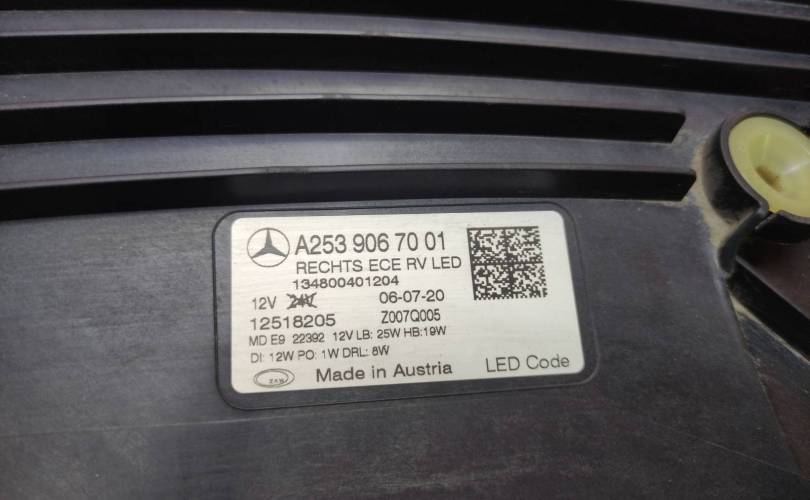 A253 906 70 01
RECHTS ECE RV LED
134800401204
12V 24V 06-07-20
12518205 Z007Q005
MD E9 22392 12V LB: 25W HB:19W
DI: 12W PO: 1W DRL: 8W
ZKW Made in Austria LED Code